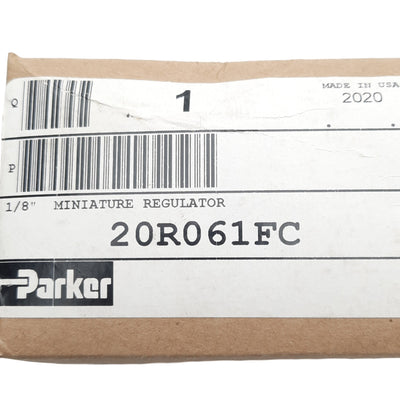 Q 1 MADE IN USA
2020
P
1/8" MINIATURE REGULATOR
20R061FC
Parker